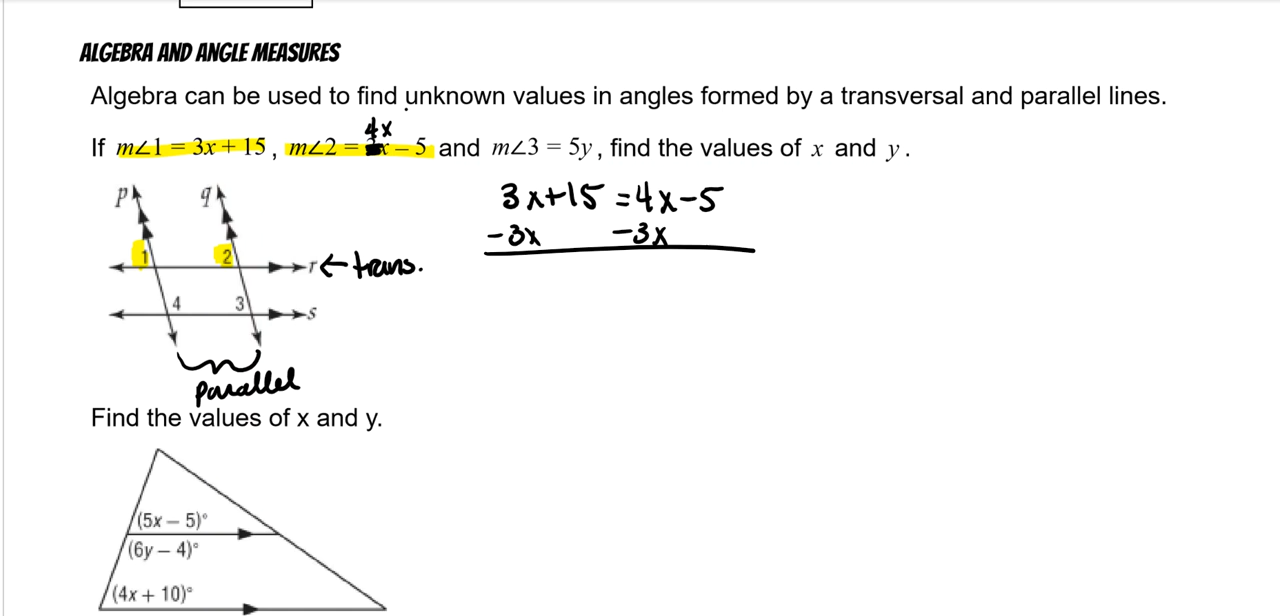 ALGEBRA AND ANGLE MEASURES
Algebra can be used to find unknown values in angles formed by a transversal and parallel lines.
4x
If m∠1 = 3x + 15, m∠2 = x – 5 and m∠3 = 5y, find the values of x and y.
p q
3x+15 = 4x-5
-3x -3x
1 2
r ← trans.
4 3
s
parallel
Find the values of x and y.
(5x – 5)°
(6y – 4)°
(4x + 10)°